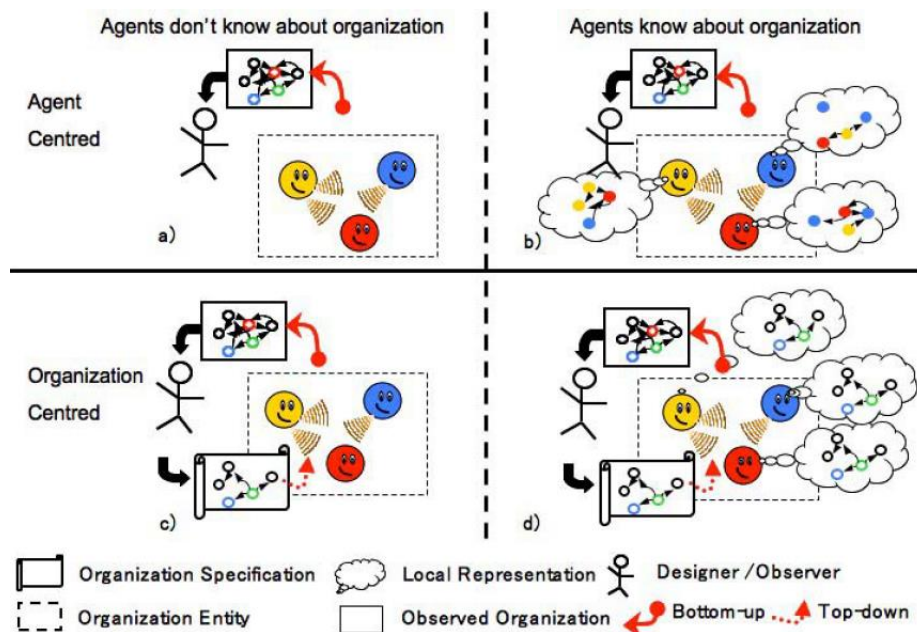 Agents don't know about organization
Agents know about organization
Agent
Centred
a)
b)
Organization
Centred
c)
d)
Organization Specification
Local Representation
Designer /Observer
Organization Entity
Observed Organization
Bottom-up
Top-down